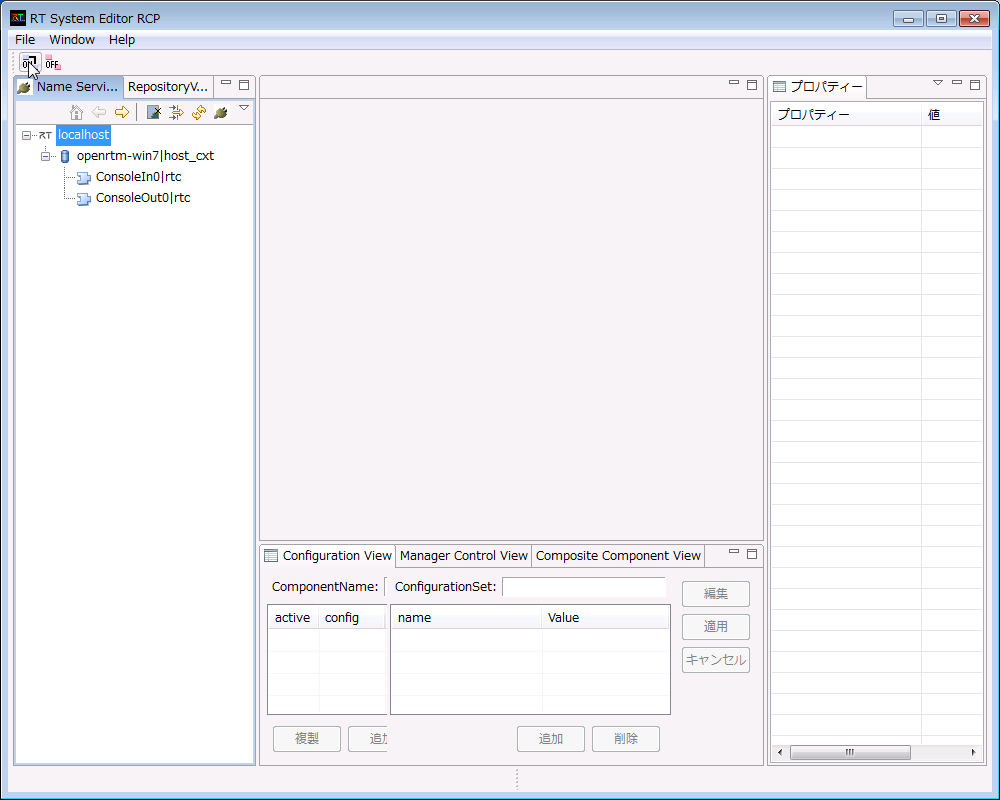 RT System Editor RCP
File Window Help
OFF
Name Servi... RepositoryV...
RT localhost
openrtm-win7|host_cxt
ConsoleIn0|rtc
ConsoleOut0|rtc
プロパティー
プロパティー 値
Configuration View Manager Control View Composite Component View
ComponentName: ConfigurationSet:
active config name Value
編集
適用
キャンセル
複製 追加 削除